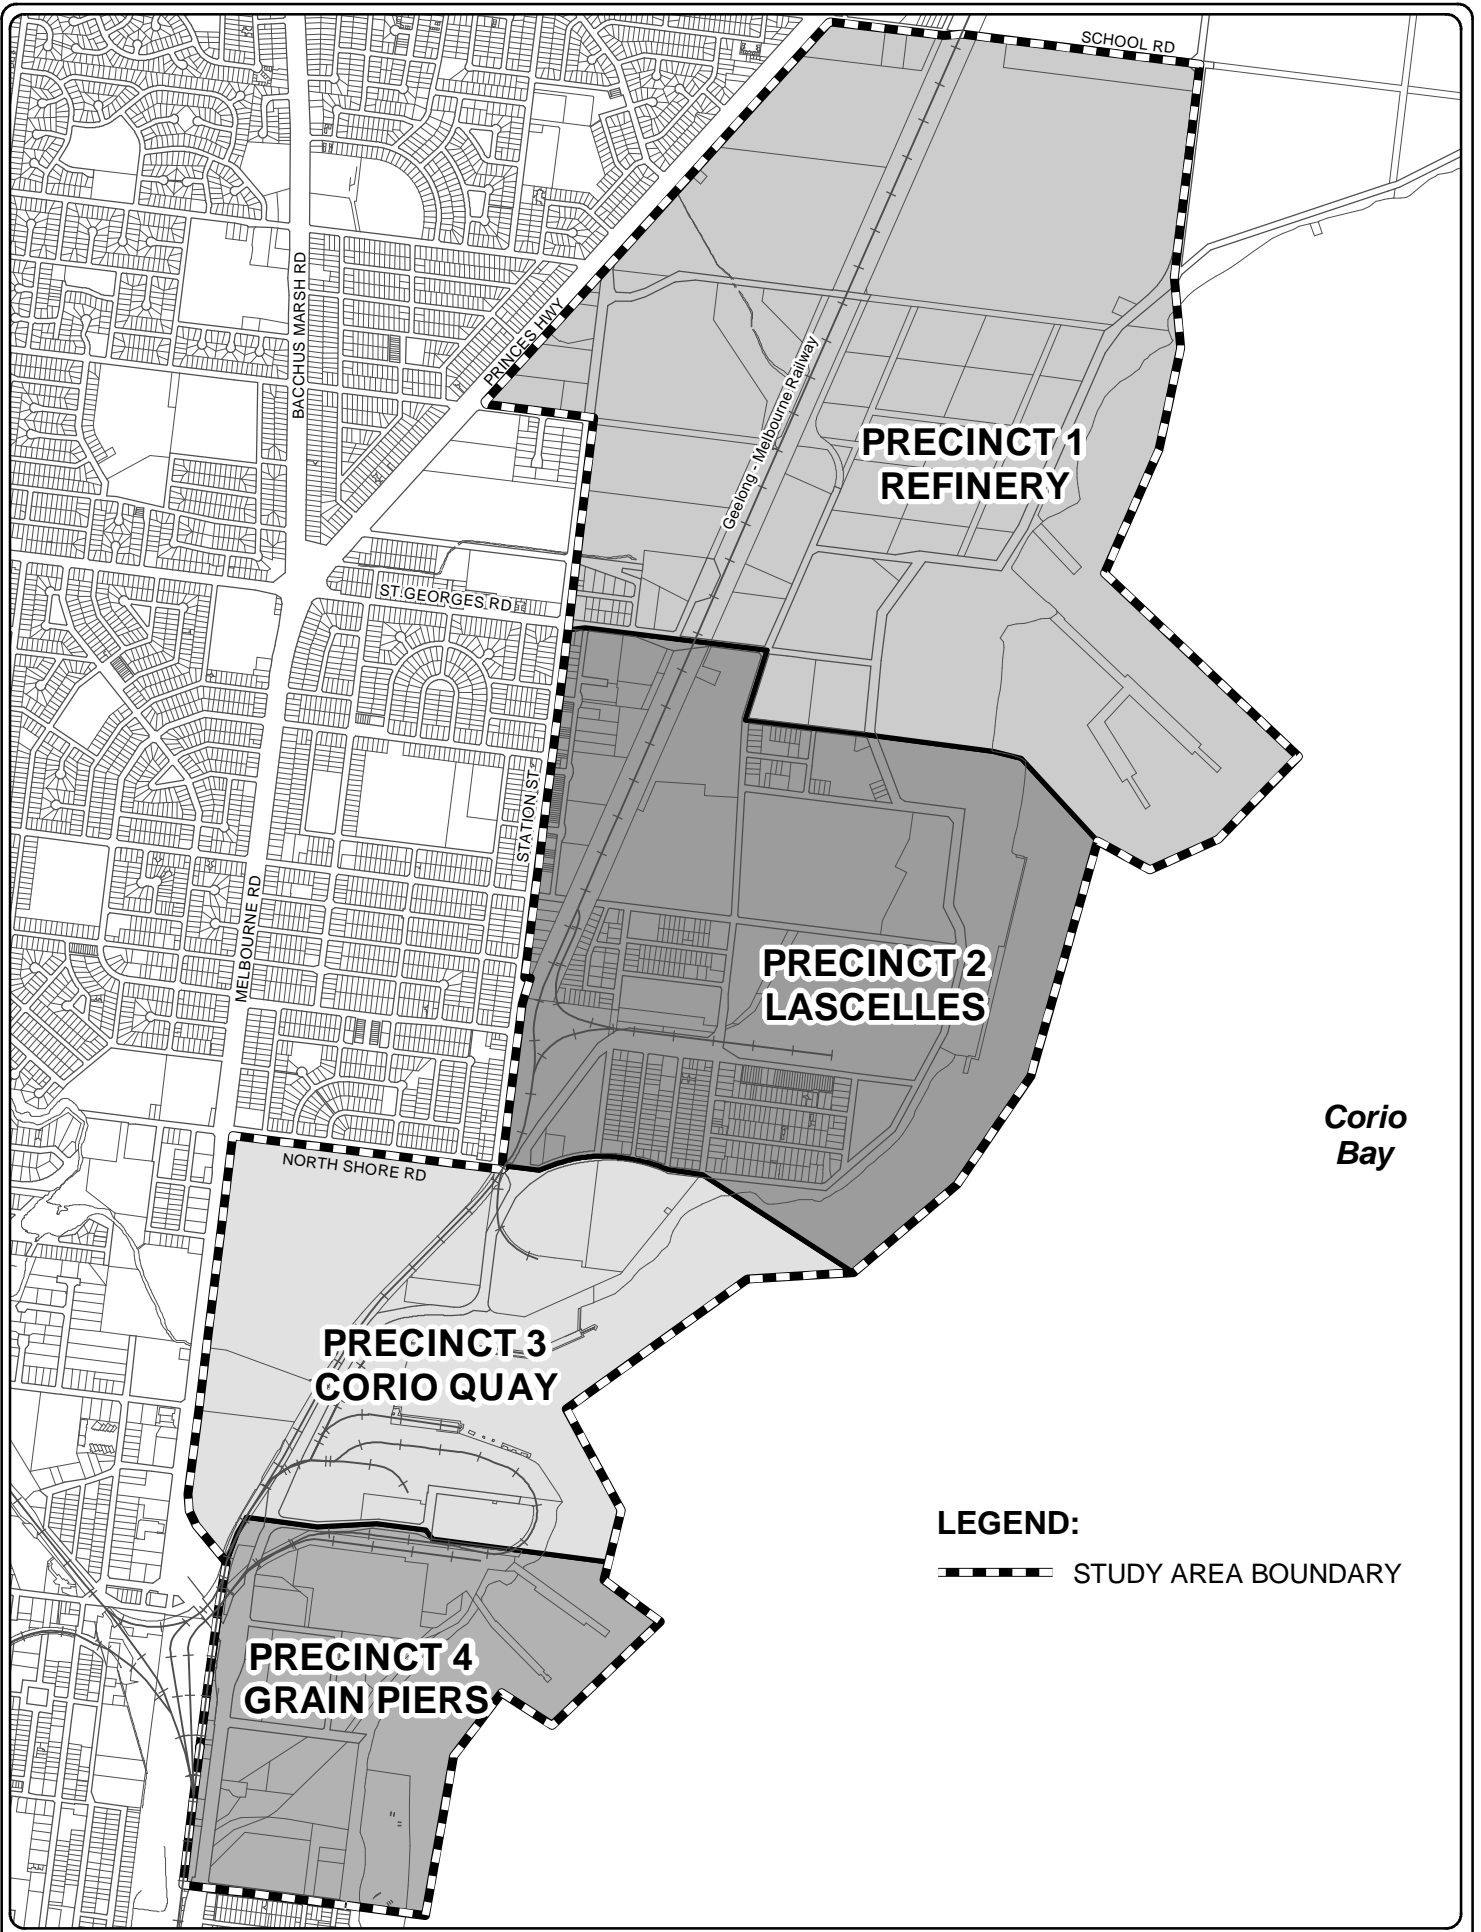 SCHOOL RD
BACCHUS MARSH RD
PRINCES HWY
Geelong - Melbourne Railway
PRECINCT 1
REFINERY
ST.GEORGES RD
STATION ST
MELBOURNE RD
PRECINCT 2
LASCELLES
Corio
Bay
NORTH SHORE RD
PRECINCT 3
CORIO QUAY
LEGEND:
STUDY AREA BOUNDARY
PRECINCT 4
GRAIN PIERS